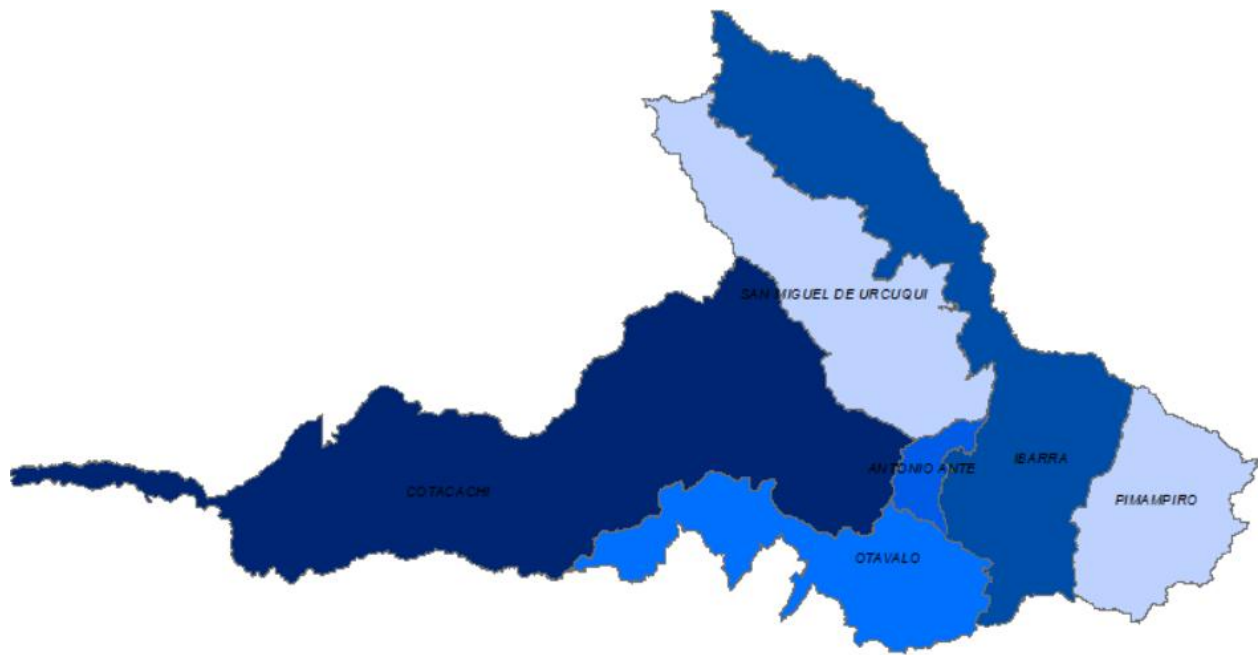 SAN MIGUEL DE URCUQUI
IBARRA
ANTONIO ANTE
COTACACHI
PIMAMPIRO
OTAVALO